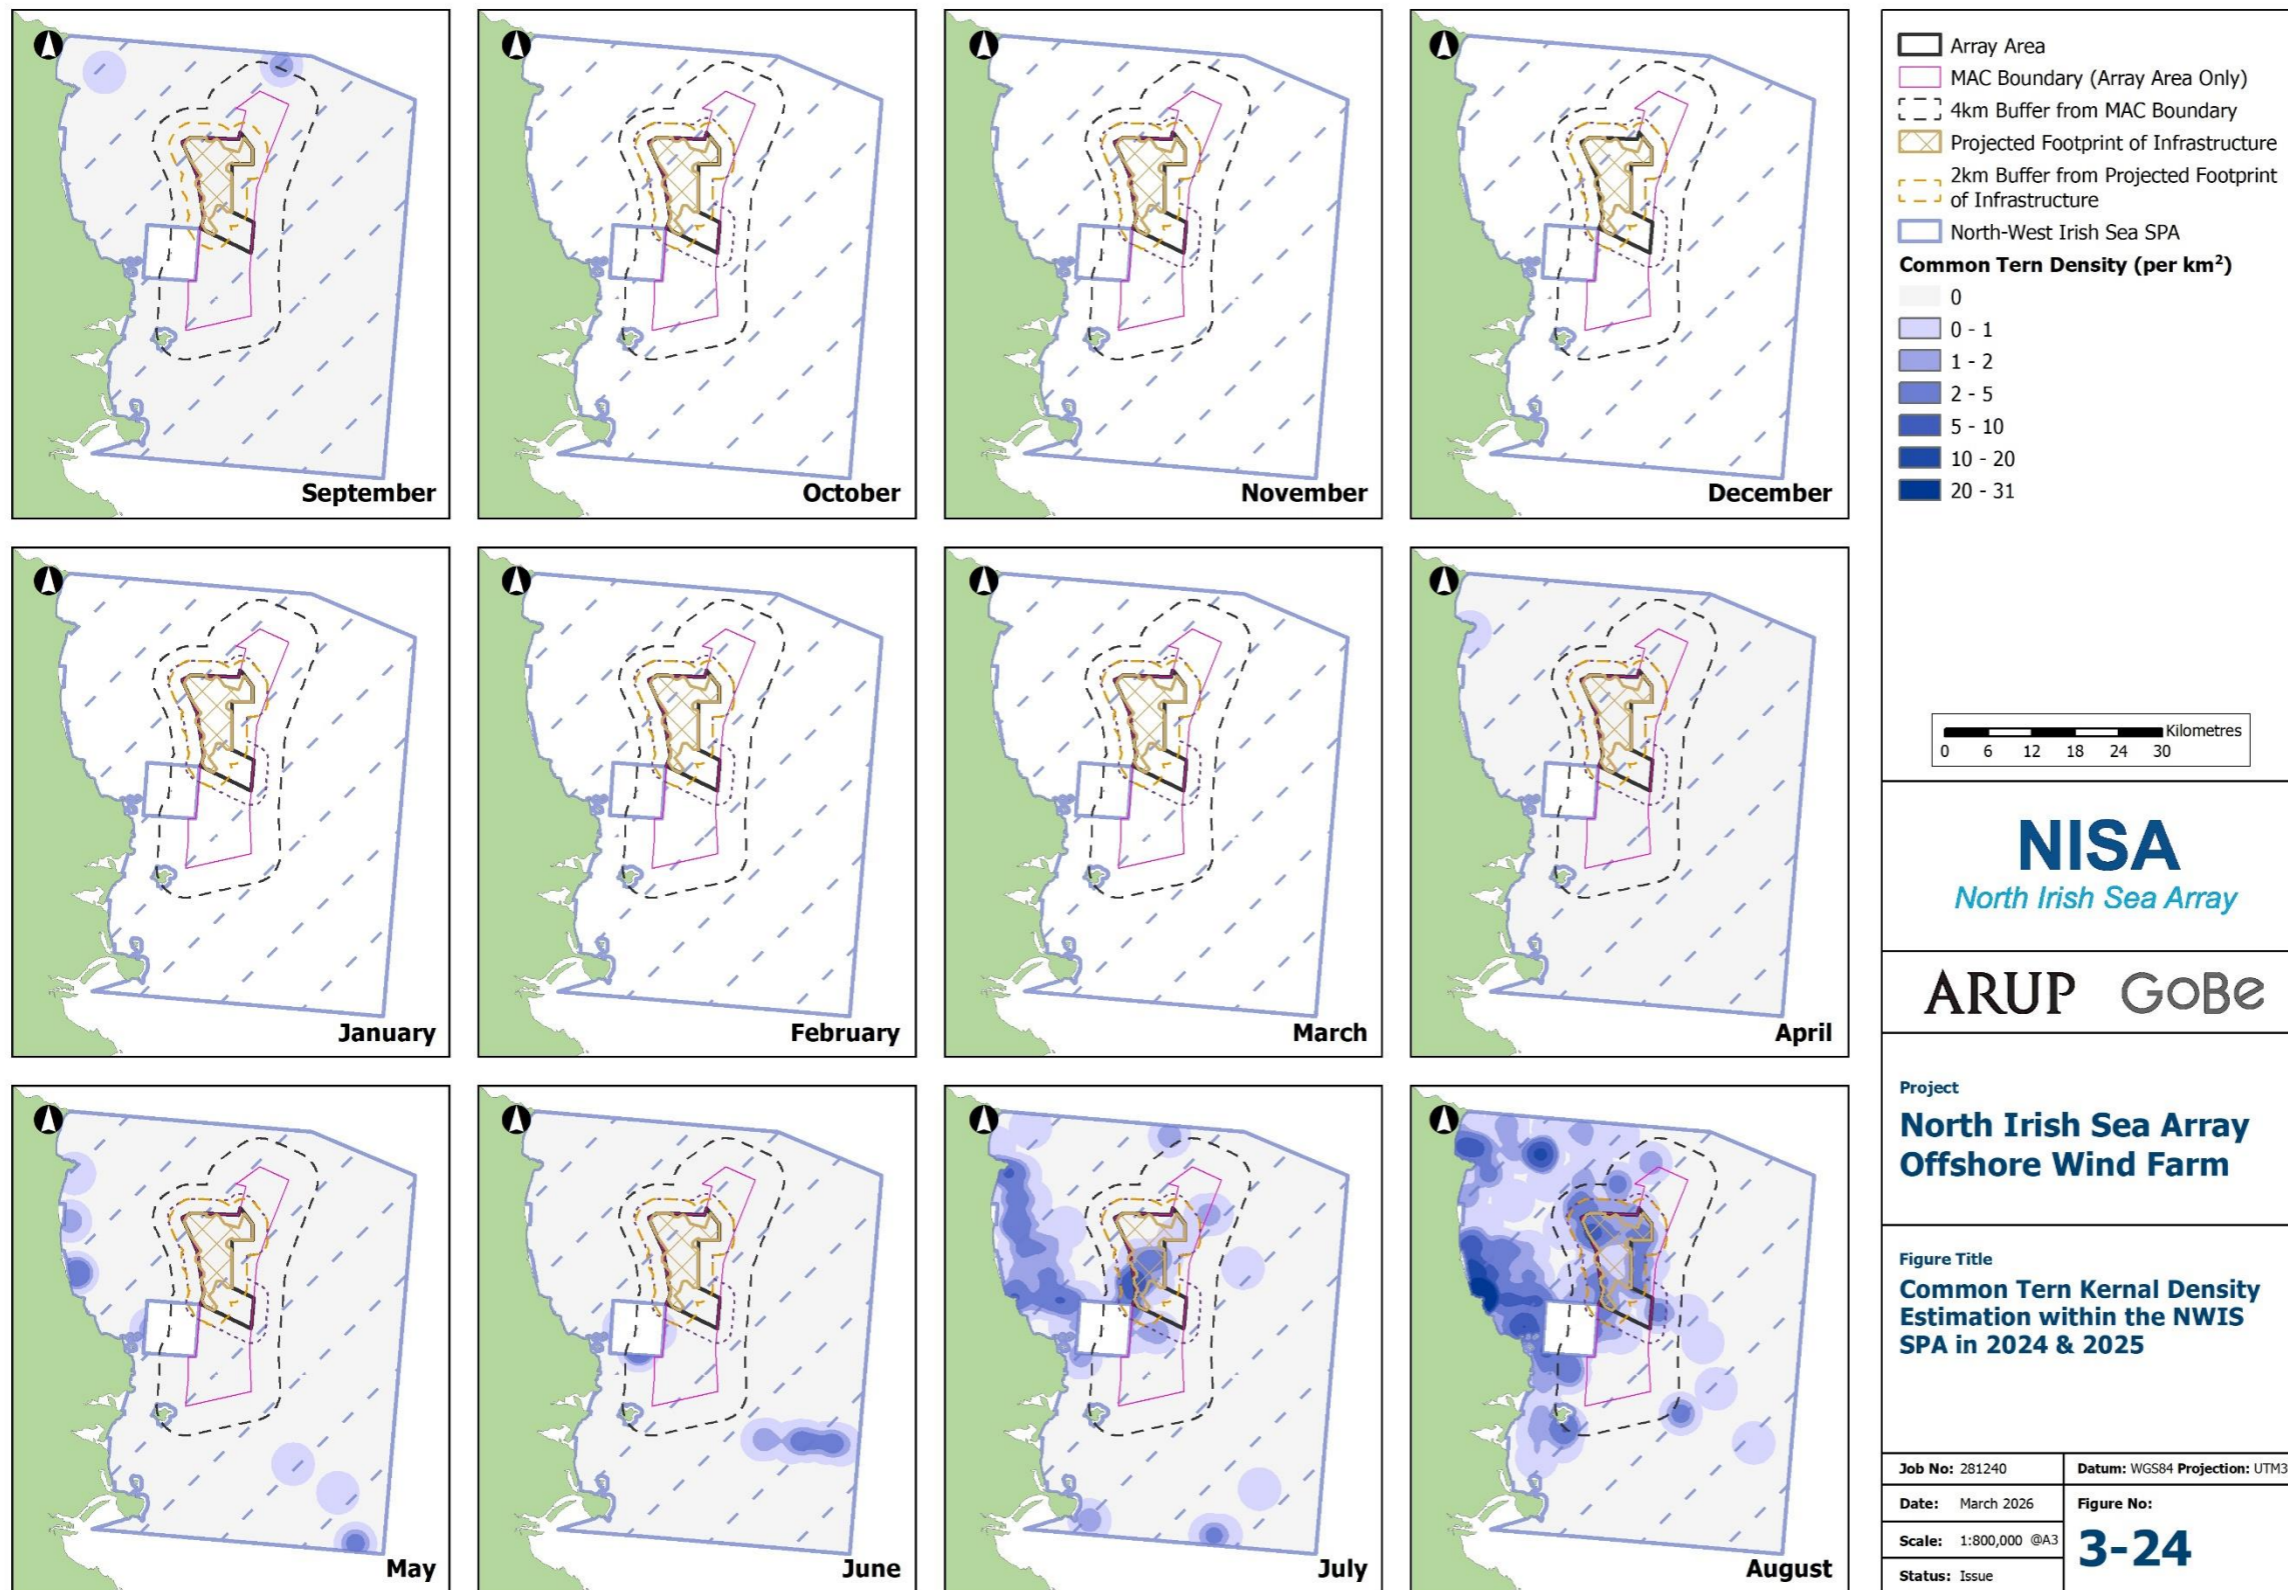 September
October
November
December
January
February
March
April
May
June
July
August
Array Area
MAC Boundary (Array Area Only)
4km Buffer from MAC Boundary
Projected Footprint of Infrastructure
2km Buffer from Projected Footprint
of Infrastructure
North-West Irish Sea SPA
Common Tern Density (per km²)
0
0 - 1
1 - 2
2 - 5
5 - 10
10 - 20
20 - 31
Kilometres
0 6 12 18 24 30
NISA
North Irish Sea Array
ARUP GoBe
Project
North Irish Sea Array
Offshore Wind Farm
Figure Title
Common Tern Kernal Density
Estimation within the NWIS
SPA in 2024 & 2025
Job No: 281240
Datum: WGS84 Projection: UTM3
Date: March 2026
Figure No:
Scale: 1:800,000 @A3
3-24
Status: Issue